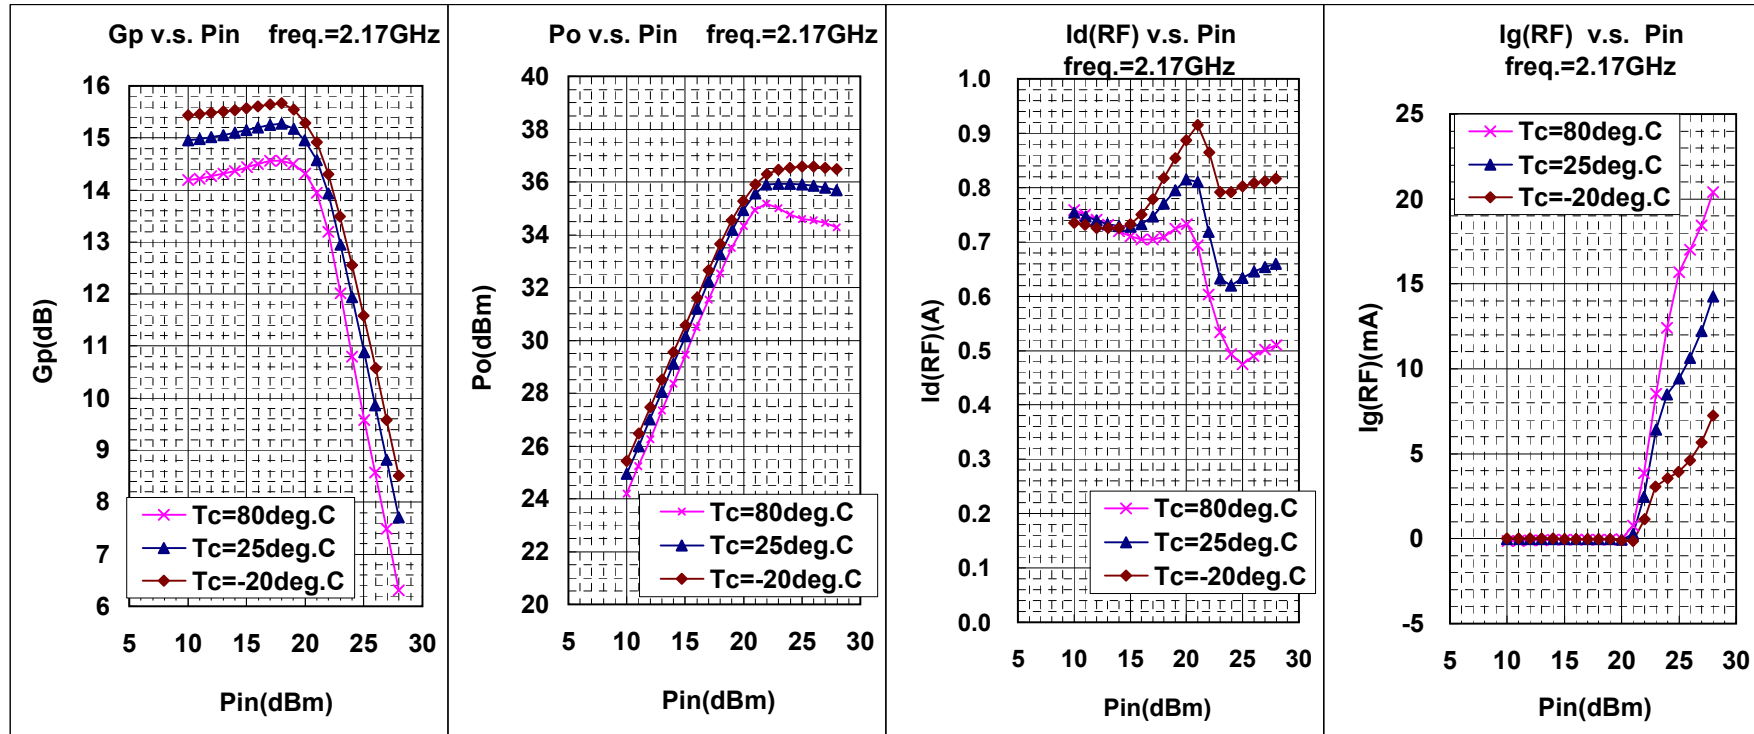 Gp v.s. Pin freq.=2.17GHz
16
15
14
13
12
11
10
9
8
7
6
Gp(dB)
Tc=80deg.C
Tc=25deg.C
Tc=-20deg.C
5 10 15 20 25 30
Pin(dBm)
Po v.s. Pin freq.=2.17GHz
40
38
36
34
32
30
28
26
24
22
20
Po(dBm)
Tc=80deg.C
Tc=25deg.C
Tc=-20deg.C
5 10 15 20 25 30
Pin(dBm)
Id(RF) v.s. Pin
freq.=2.17GHz
1.0
0.9
0.8
0.7
0.6
0.5
0.4
0.3
0.2
0.1
0.0
Id(RF)(A)
Tc=80deg.C
Tc=25deg.C
Tc=-20deg.C
5 10 15 20 25 30
Pin(dBm)
Ig(RF) v.s. Pin
freq.=2.17GHz
25
20
15
10
5
0
-5
Ig(RF)(mA)
Tc=80deg.C
Tc=25deg.C
Tc=-20deg.C
5 10 15 20 25 30
Pin(dBm)